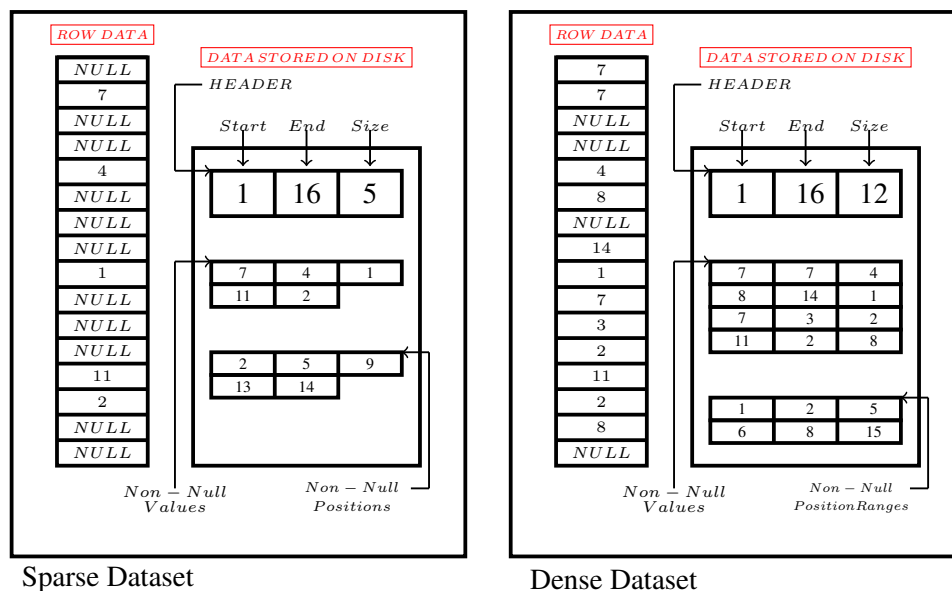 ROW DATA
DATA STORED ON DISK
HEADER
Start End Size
1 16 5
NULL
7
NULL
NULL
4
NULL
NULL
NULL
1
NULL
NULL
NULL
11
2
NULL
NULL
7 4 1
11 2
2 5 9
13 14
Non - Null
Values
Non - Null
Positions
Sparse Dataset
ROW DATA
DATA STORED ON DISK
HEADER
Start End Size
1 16 12
7
7
NULL
NULL
4
8
NULL
14
1
7
3
2
11
2
8
NULL
7 7 4
8 14 1
7 3 2
11 2 8
1 2 5
6 8 15
Non - Null
Values
Non - Null
PositionRanges
Dense Dataset